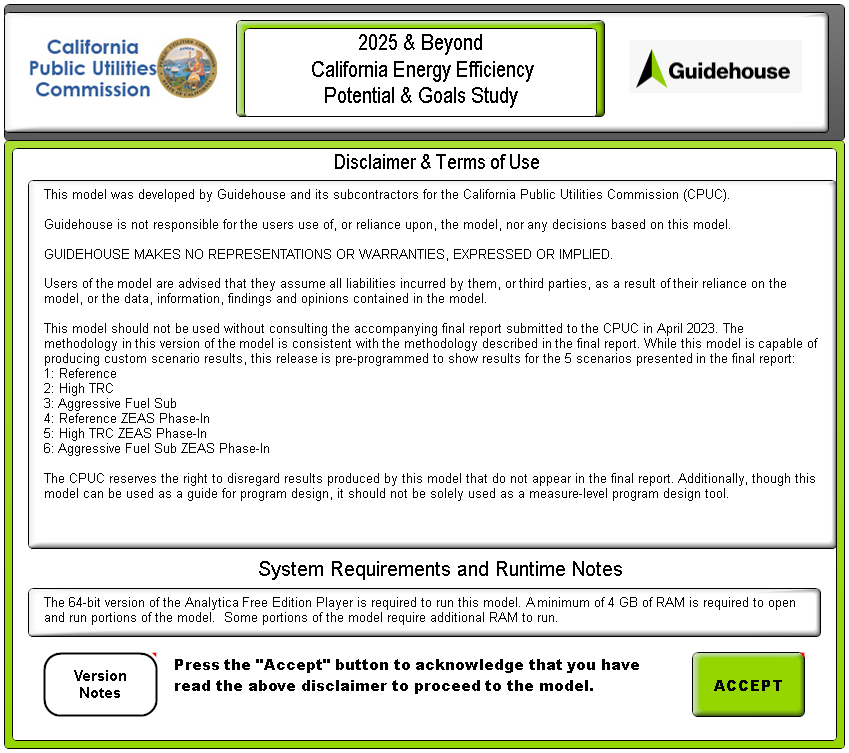 California
Public Utilities
Commission
2025 & Beyond
California Energy Efficiency
Potential & Goals Study
Guidehouse
Disclaimer & Terms of Use
This model was developed by Guidehouse and its subcontractors for the California Public Utilities Commission (CPUC).
Guidehouse is not responsible for the users use of, or reliance upon, the model, nor any decisions based on this model.
GUIDEHOUSE MAKES NO REPRESENTATIONS OR WARRANTIES, EXPRESSED OR IMPLIED.
Users of the model are advised that they assume all liabilities incurred by them, or third parties, as a result of their reliance on the
model, or the data, information, findings and opinions contained in the model.
This model should not be used without consulting the accompanying final report submitted to the CPUC in April 2023. The
methodology in this version of the model is consistent with the methodology described in the final report. While this model is capable of
producing custom scenario results, this release is pre-programmed to show results for the 5 scenarios presented in the final report:
1: Reference
2: High TRC
3: Aggressive Fuel Sub
4: Reference ZEAS Phase-In
5: High TRC ZEAS Phase-In
6: Aggressive Fuel Sub ZEAS Phase-In
The CPUC reserves the right to disregard results produced by this model that do not appear in the final report. Additionally, though this
model can be used as a guide for program design, it should not be solely used as a measure-level program design tool.
System Requirements and Runtime Notes
The 64-bit version of the Analytica Free Edition Player is required to run this model. A minimum of 4 GB of RAM is required to open
and run portions of the model. Some portions of the model require additional RAM to run.
Version
Notes
Press the "Accept" button to acknowledge that you have
read the above disclaimer to proceed to the model.
ACCEPT